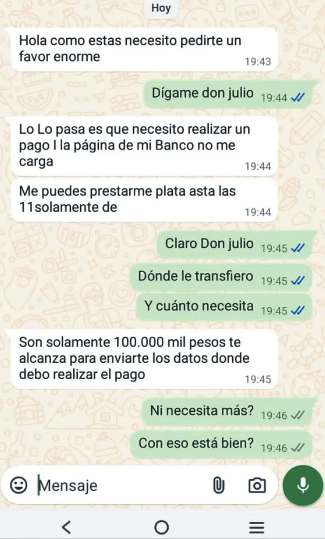 Hoy
Hola como estas necesito pedirte un
favor enorme
19:43
Dígame don julio
19:44
Lo Lo pasa es que necesito realizar un
pago I la página de mi Banco no me
carga
19:44
Me puedes prestarme plata asta las
11solamente de
19:44
Claro Don julio
19:45
Dónde le transfiero
19:45
Y cuánto necesita
19:45
Son solamente 100.000 mil pesos te
alcanza para enviarte los datos donde
debo realizar el pago
19:45
Ni necesita más?
19:46
Con eso está bien?
19:46
Mensaje